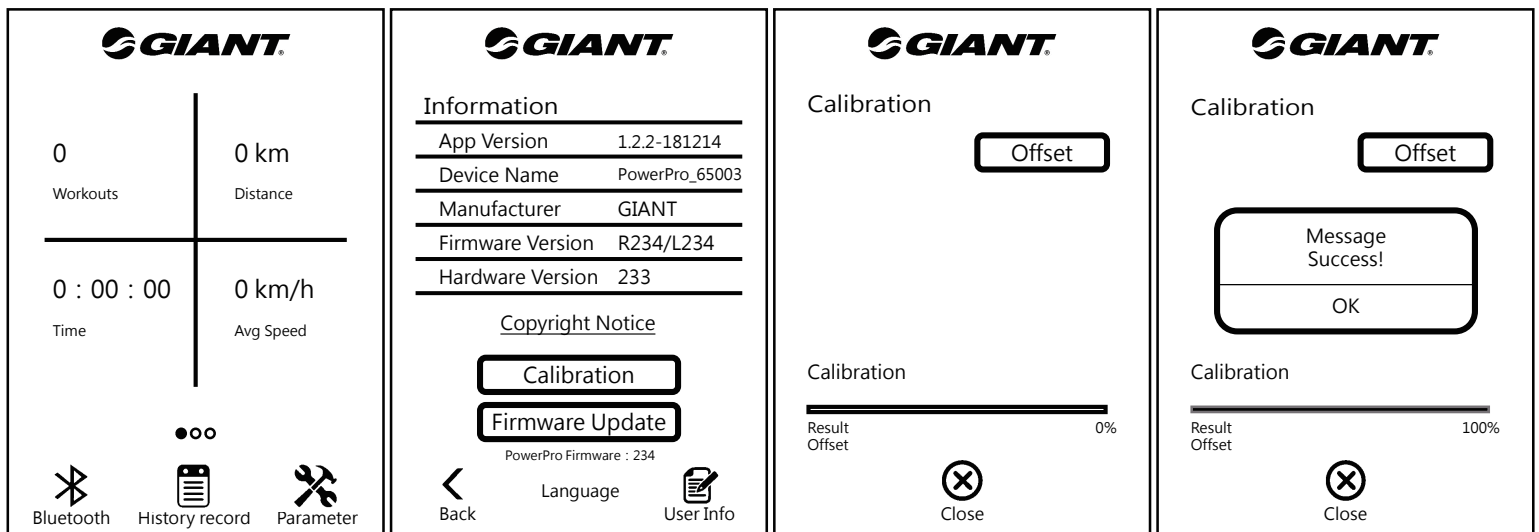 GIANT
0
Workouts
0 km
Distance
0 : 00 : 00
Time
0 km/h
Avg Speed
Bluetooth
History record
Parameter
GIANT
Information
App Version 1.2.2-181214
Device Name PowerPro_65003
Manufacturer GIANT
Firmware Version R234/L234
Hardware Version 233
Copyright Notice
Calibration
Firmware Update
PowerPro Firmware : 234
Back
Language
User Info
GIANT
Calibration
Offset
Calibration
Result 0%
Offset
Close
GIANT
Calibration
Offset
Message
Success!
OK
Calibration
Result 100%
Offset
Close